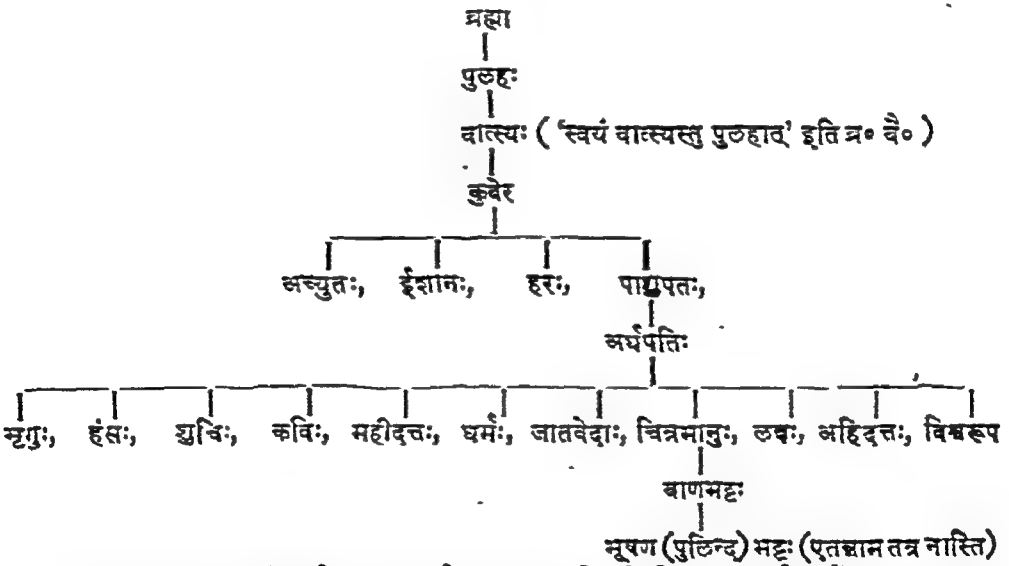 ब्रह्मा
पुलहः
वात्स्यः ( 'स्वयं वात्स्यस्तु पुलहात्' इति ब्र० वै० )
कुवेर
अच्युतः, ईशानः, हरः, पाशुपतः,
अर्थपतिः
भृगुः, हंसः, शुचिः, कविः, महीदत्तः, धर्मः, जातवेदाः, चित्रभानुः, लक्षः, अहिदत्तः, विश्वरूप
बाणभट्टः
भूषण (पुलिन्द) भट्टः (एतन्नाम तत्र नास्ति)